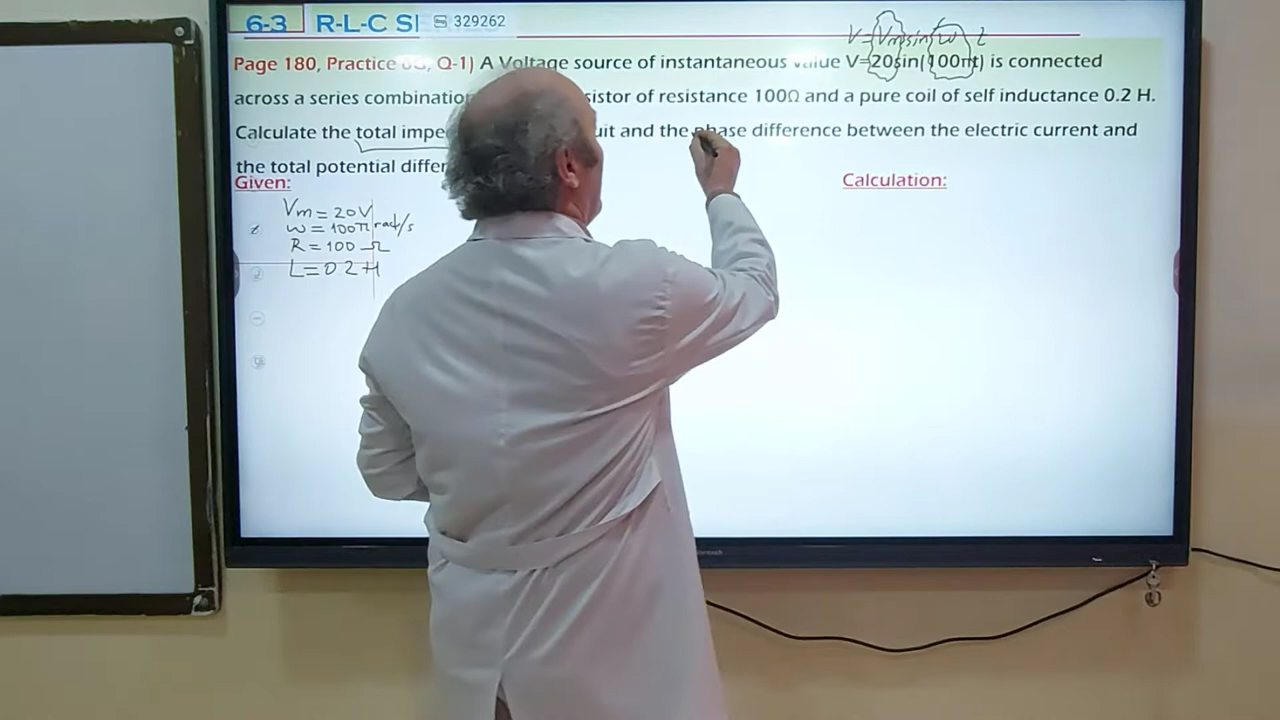 6-3 R-L-C S 329262
V=Vmsin(ω t
Page 180, Practice 6G, Q-1) A Voltage source of instantaneous value V=20sin(100πt) is connected
across a series combination sistor of resistance 100Ω and a pure coil of self inductance 0.2 H.
Calculate the total impe uit and the phase difference between the electric current and
the total potential differ
Given:
Calculation:
Vm = 20V
w = 100π rad/s
R = 100 Ω
L = 0.2 H